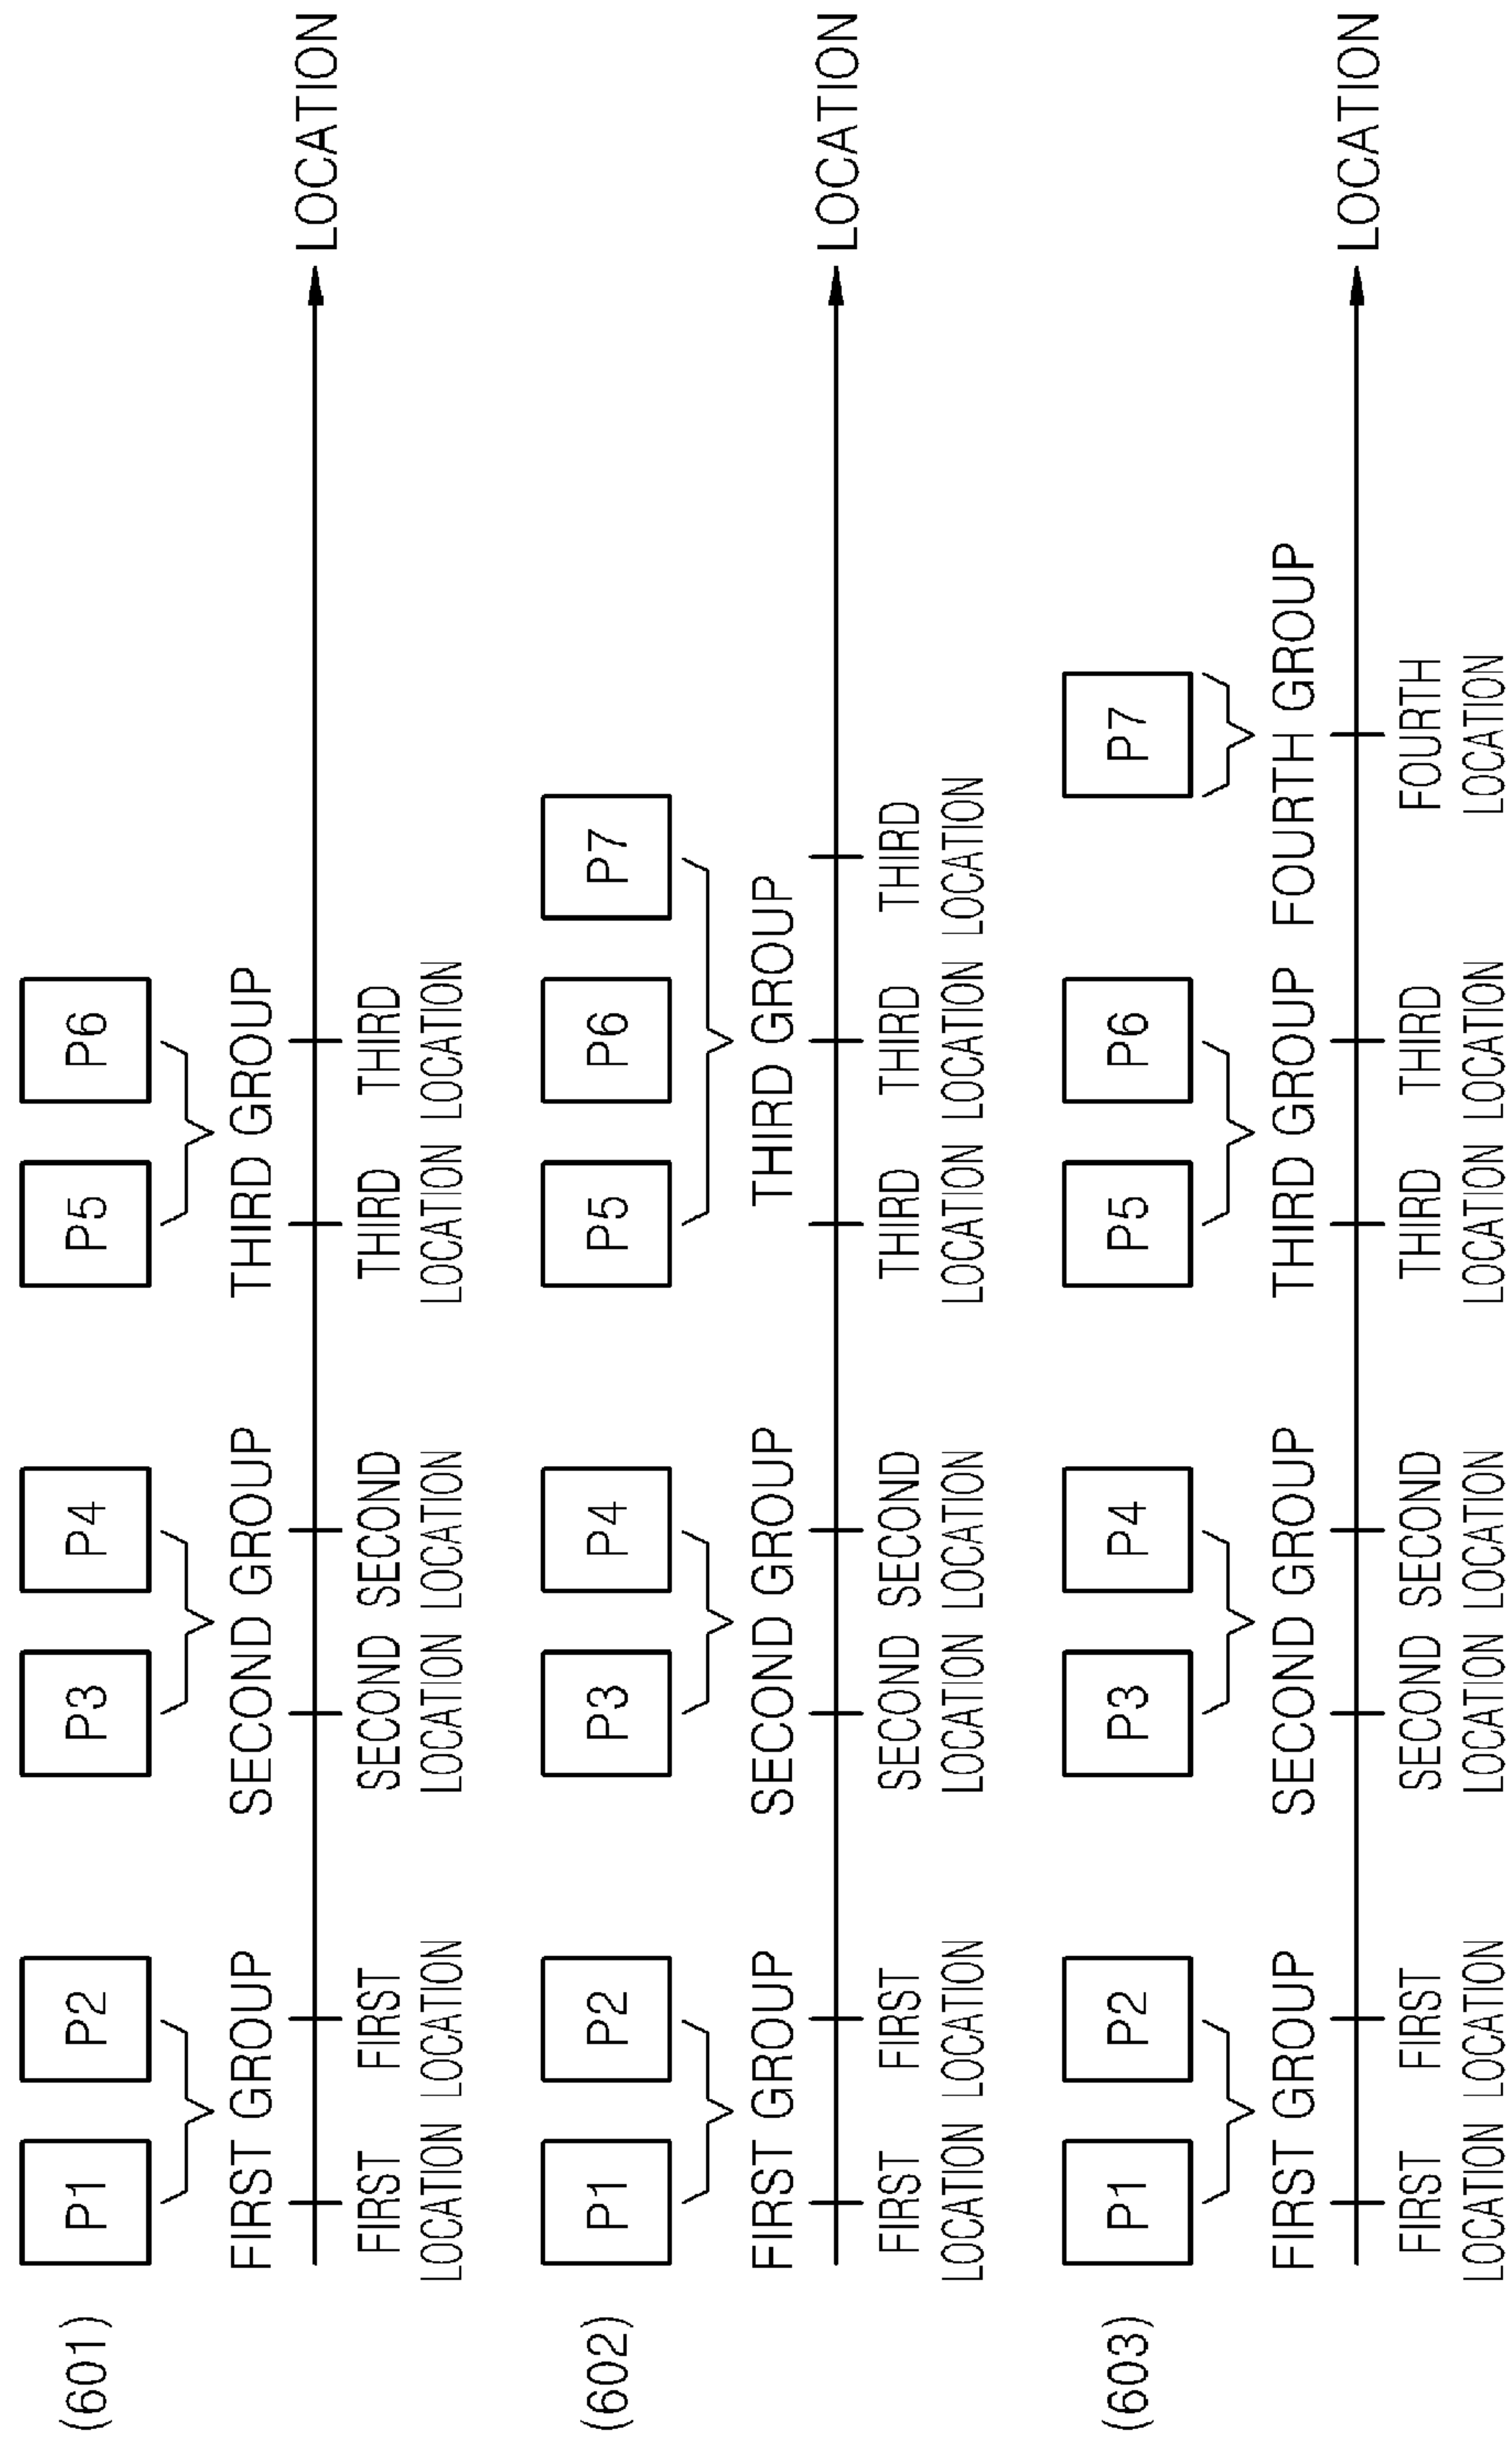 (601)
P1 P2 P3 P4 P5 P6
FIRST GROUP SECOND GROUP THIRD GROUP
LOCATION
FIRST FIRST SECOND SECOND THIRD THIRD
LOCATION LOCATION LOCATION LOCATION LOCATION LOCATION
(602)
P1 P2 P3 P4 P5 P6 P7
FIRST GROUP SECOND GROUP THIRD GROUP
LOCATION
FIRST FIRST SECOND SECOND THIRD THIRD THIRD
LOCATION LOCATION LOCATION LOCATION LOCATION LOCATION LOCATION
(603)
P1 P2 P3 P4 P5 P6 P7
FIRST GROUP SECOND GROUP THIRD GROUP FOURTH GROUP
LOCATION
FIRST FIRST SECOND SECOND THIRD THIRD FOURTH
LOCATION LOCATION LOCATION LOCATION LOCATION LOCATION LOCATION